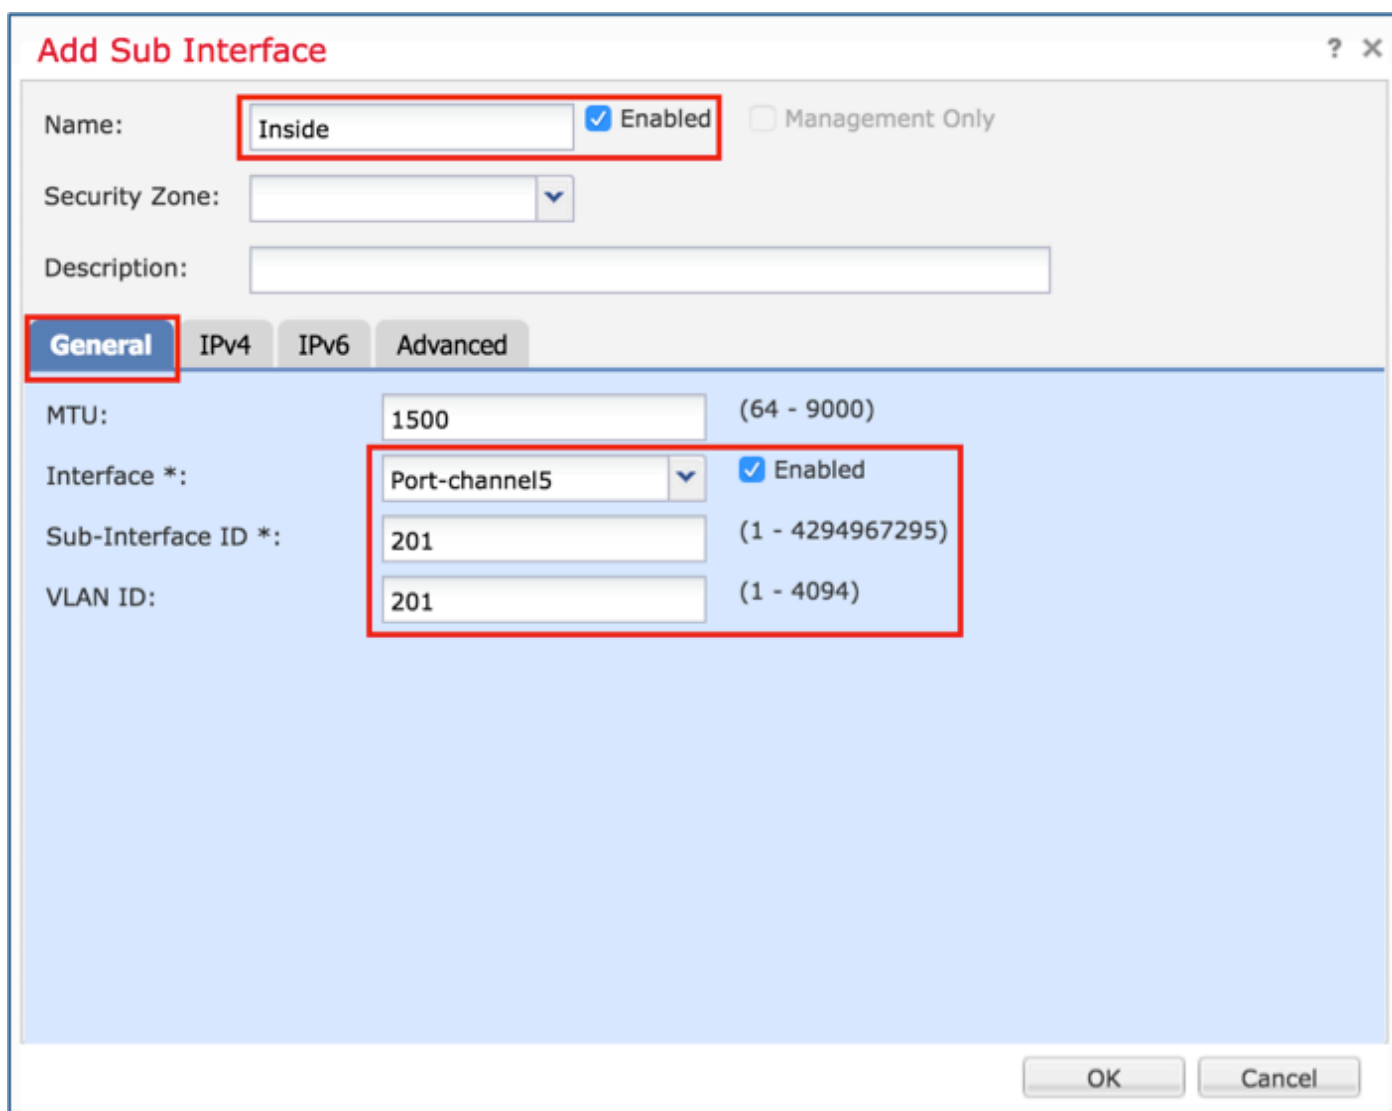 Add Sub Interface ? ×
Name: Inside Enabled Management Only
Security Zone:
Description:
General IPv4 IPv6 Advanced
MTU: 1500 (64 - 9000)
Interface *: Port-channel5 Enabled
Sub-Interface ID *: 201 (1 - 4294967295)
VLAN ID: 201 (1 - 4094)
OK Cancel